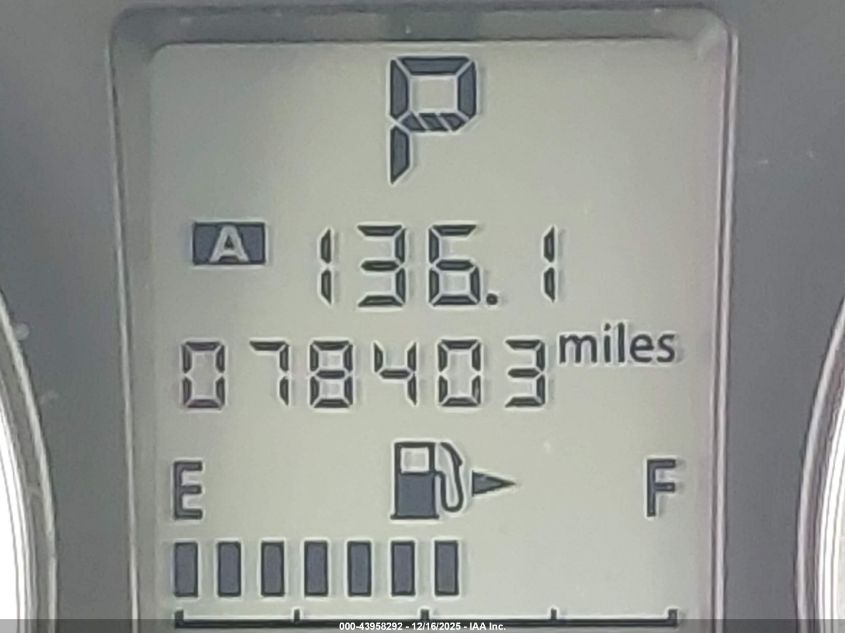 P
A 136.1
078403 miles
E F
000-43958292 - 12/16/2025 - IAA Inc.